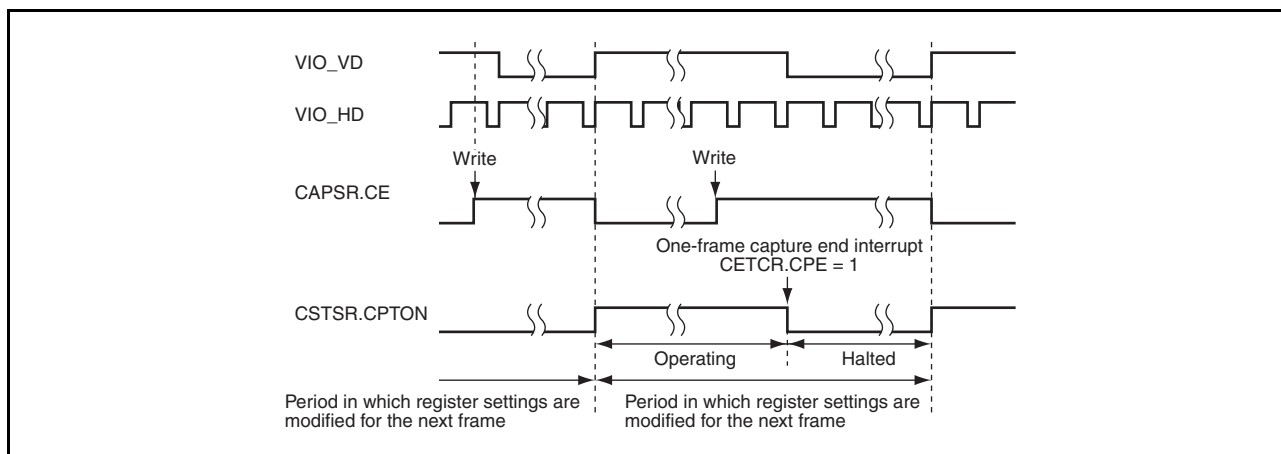 VIO_VD
VIO_HD
Write
Write
CAPSR.CE
One-frame capture end interrupt
CETCR.CPE = 1
CSTSR.CPTON
Operating
Halted
Period in which register settings are
modified for the next frame
Period in which register settings are
modified for the next frame